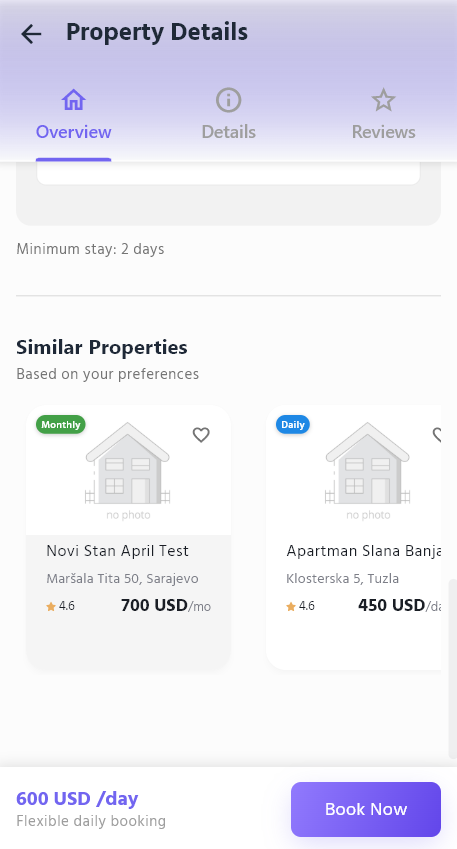 Property Details
Overview
Details
Reviews
Minimum stay: 2 days
Similar Properties
Based on your preferences
Monthly
no photo
Novi Stan April Test
Maršala Tita 50, Sarajevo
4.6
700 USD/mo
Daily
no photo
Apartman Slana Banja
Klosterska 5, Tuzla
4.6
450 USD/da
600 USD /day
Flexible daily booking
Book Now